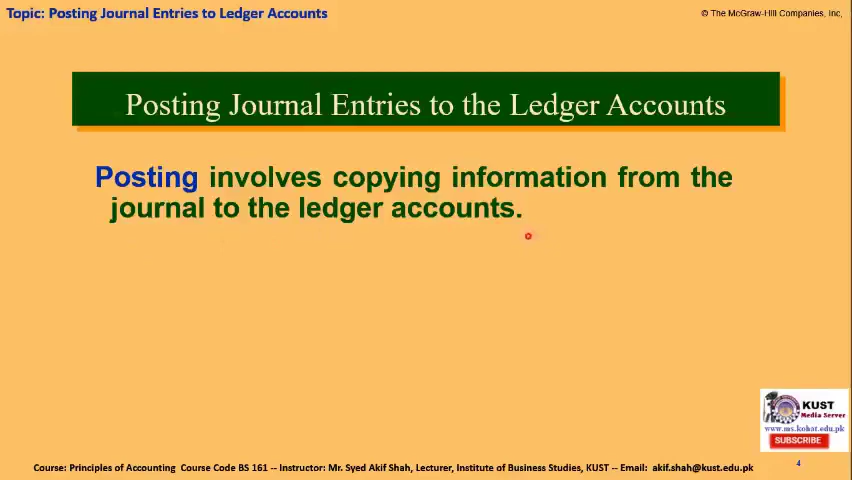 Topic: Posting Journal Entries to Ledger Accounts
© The McGraw-Hill Companies, Inc,
Posting Journal Entries to the Ledger Accounts
Posting involves copying information from the
journal to the ledger accounts.
KUST
Media Server
www.ms.kohat.edu.pk
SUBSCRIBE
Course: Principles of Accounting Course Code BS 161 -- Instructor: Mr. Syed Akif Shah, Lecturer, Institute of Business Studies, KUST -- Email: akif.shah@kust.edu.pk
4